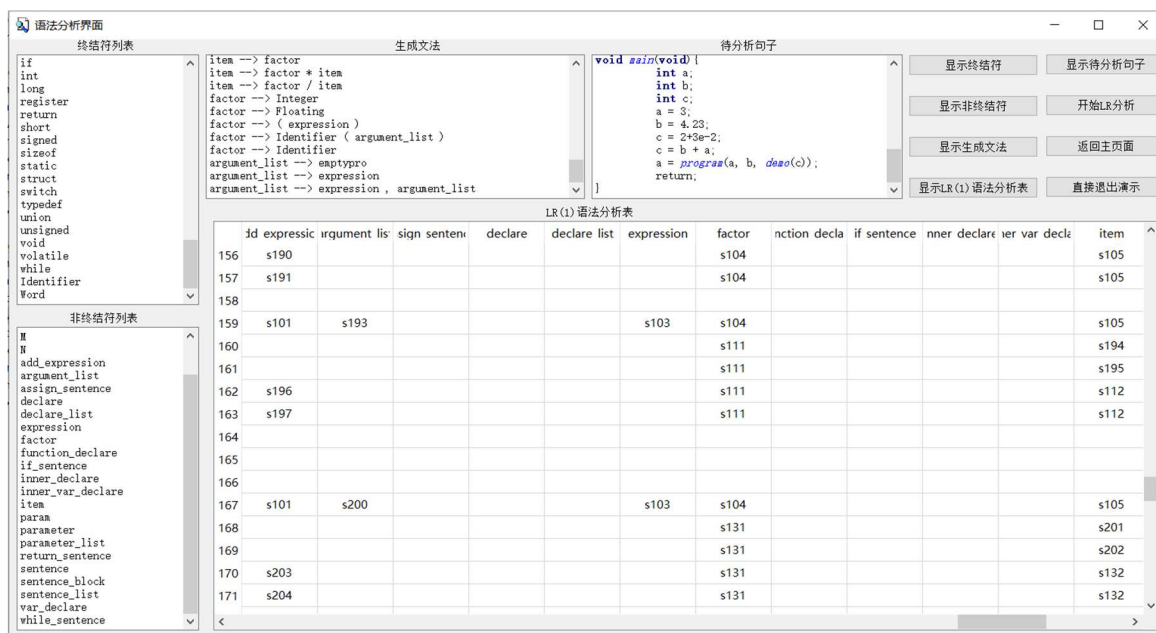 语法分析界面
终结符列表
if
int
long
register
return
short
signed
sizeof
static
struct
switch
typedef
union
unsigned
void
volatile
while
Identifier
Word
非终结符列表
M
N
add_expression
argument_list
assign_sentence
declare
declare_list
expression
factor
function_declare
if_sentence
inner_declare
inner_var_declare
item
param
parameter
parameter_list
return_sentence
sentence
sentence_block
sentence_list
var_declare
while_sentence
生成文法
item --> factor
item --> factor * item
item --> factor / item
factor --> Integer
factor --> Floating
factor --> ( expression )
factor --> Identifier ( argument_list )
factor --> Identifier
argument_list --> emptypro
argument_list --> expression
argument_list --> expression , argument_list
待分析句子
void main(void){
int a;
int b;
int c;
a = 3;
b = 4.23;
c = 2+3e-2;
c = b + a;
a = program(a, b, demo(c));
return;
}
显示终结符 显示待分析句子
显示非终结符 开始LR分析
显示生成文法 返回主页面
显示LR(1)语法分析表 直接退出演示
LR(1)语法分析表
declare declare list expression factor if sentence item
156 s190 s104 s105
157 s191 s104 s105
158
159 s101 s193 s103 s104 s105
160 s111 s194
161 s111 s195
162 s196 s111 s112
163 s197 s111 s112
164
165
166
167 s101 s200 s103 s104 s105
168 s131 s201
169 s131 s202
170 s203 s131 s132
171 s204 s131 s132